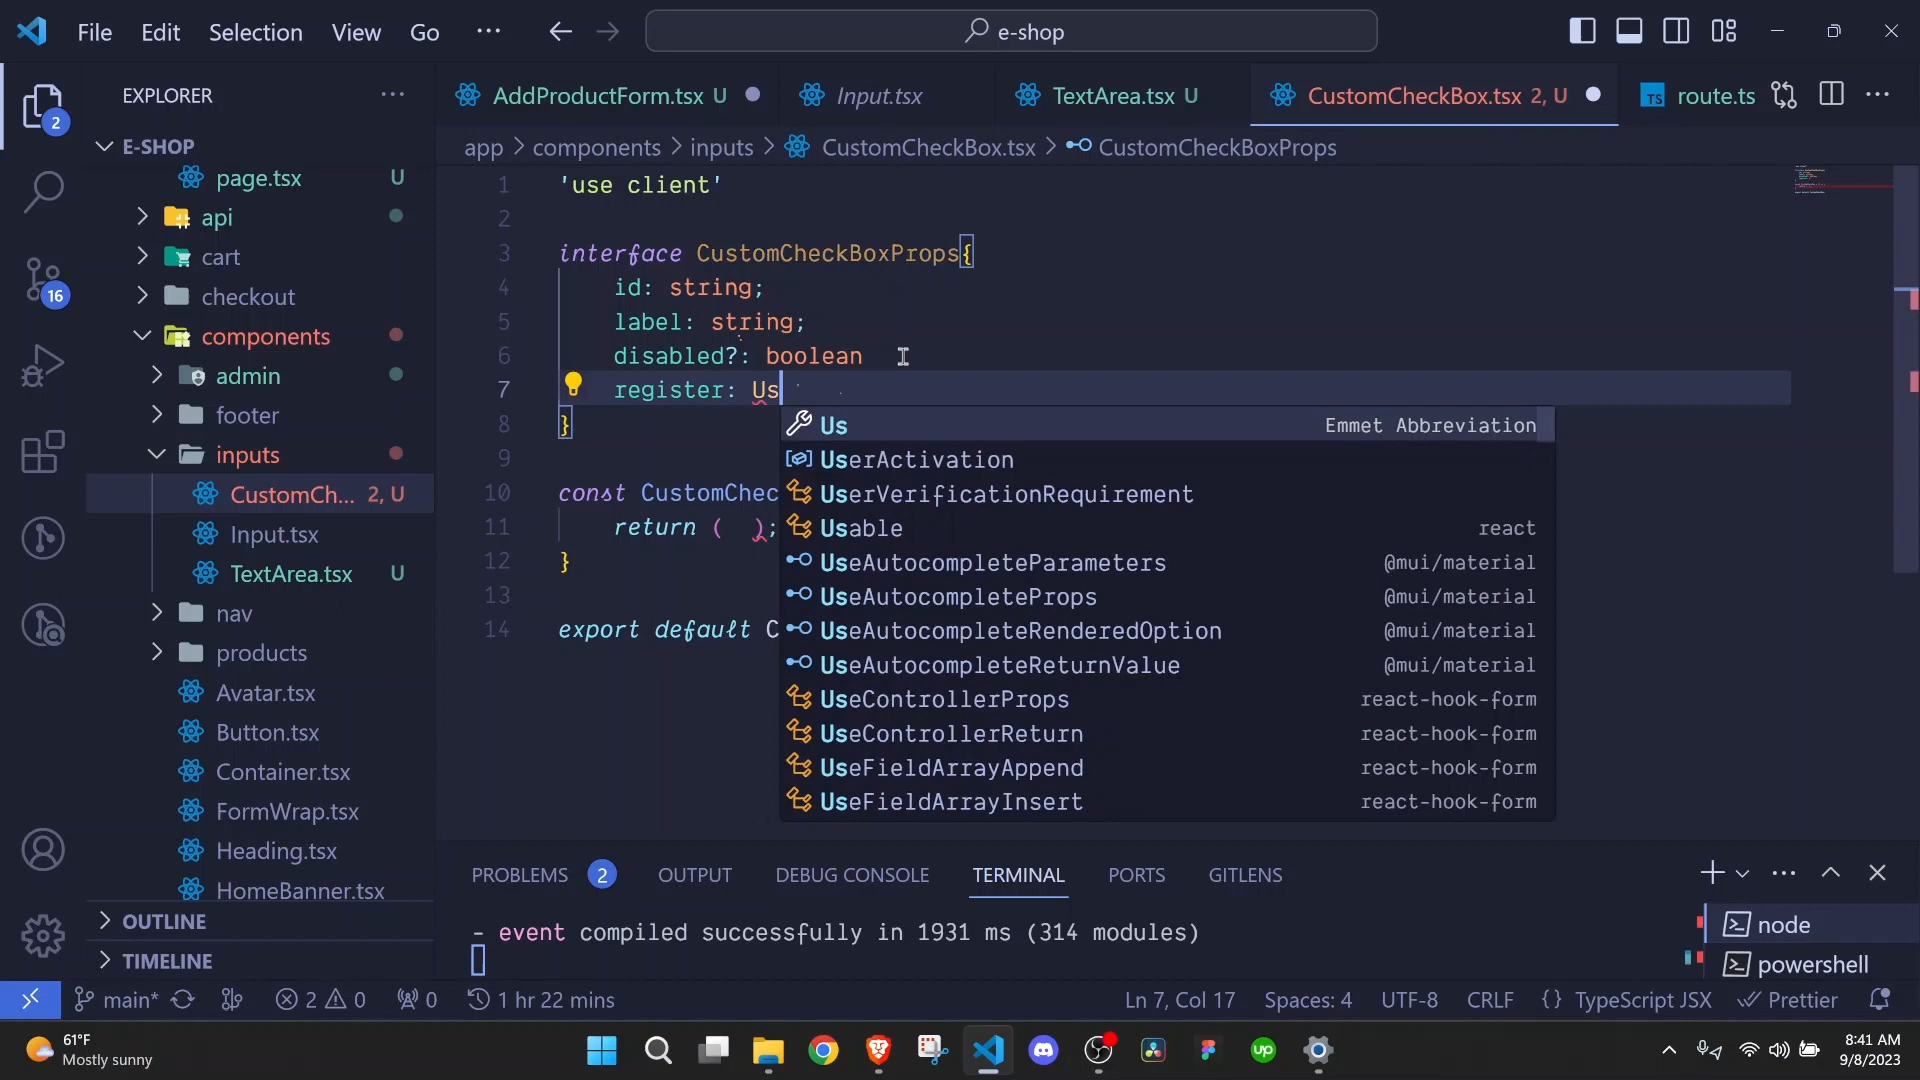 File Edit Selection View Go ··· e-shop
EXPLORER ···
2
AddProductForm.tsx U
Input.tsx
TextArea.tsx U
CustomCheckBox.tsx 2, U
TS route.ts ···
E-SHOP
page.tsx U
api
cart
checkout
components
admin
footer
inputs
CustomCh... 2, U
Input.tsx
TextArea.tsx U
nav
products
Avatar.tsx
Button.tsx
Container.tsx
FormWrap.tsx
Heading.tsx
HomeBanner.tsx
OUTLINE
TIMELINE
16
app > components > inputs > CustomCheckBox.tsx > CustomCheckBoxProps
1 'use client'
2
3 interface CustomCheckBoxProps{
4 id: string;
5 label: string;
6 disabled?: boolean
7 register: Us
8 }
9
10 const CustomChec
11 return ( );
12 }
13
14 export default C
Us Emmet Abbreviation
UserActivation
UserVerificationRequirement
Usable react
UseAutocompleteParameters @mui/material
UseAutocompleteProps @mui/material
UseAutocompleteRenderedOption @mui/material
UseAutocompleteReturnValue @mui/material
UseControllerProps react-hook-form
UseControllerReturn react-hook-form
UseFieldArrayAppend react-hook-form
UseFieldArrayInsert react-hook-form
PROBLEMS 2 OUTPUT DEBUG CONSOLE TERMINAL PORTS GITLENS
- event compiled successfully in 1931 ms (314 modules)
node
powershell
main* 2 0 0 1 hr 22 mins Ln 7, Col 17 Spaces: 4 UTF-8 CRLF {} TypeScript JSX Prettier
61°F
Mostly sunny
up
8:41 AM
9/8/2023